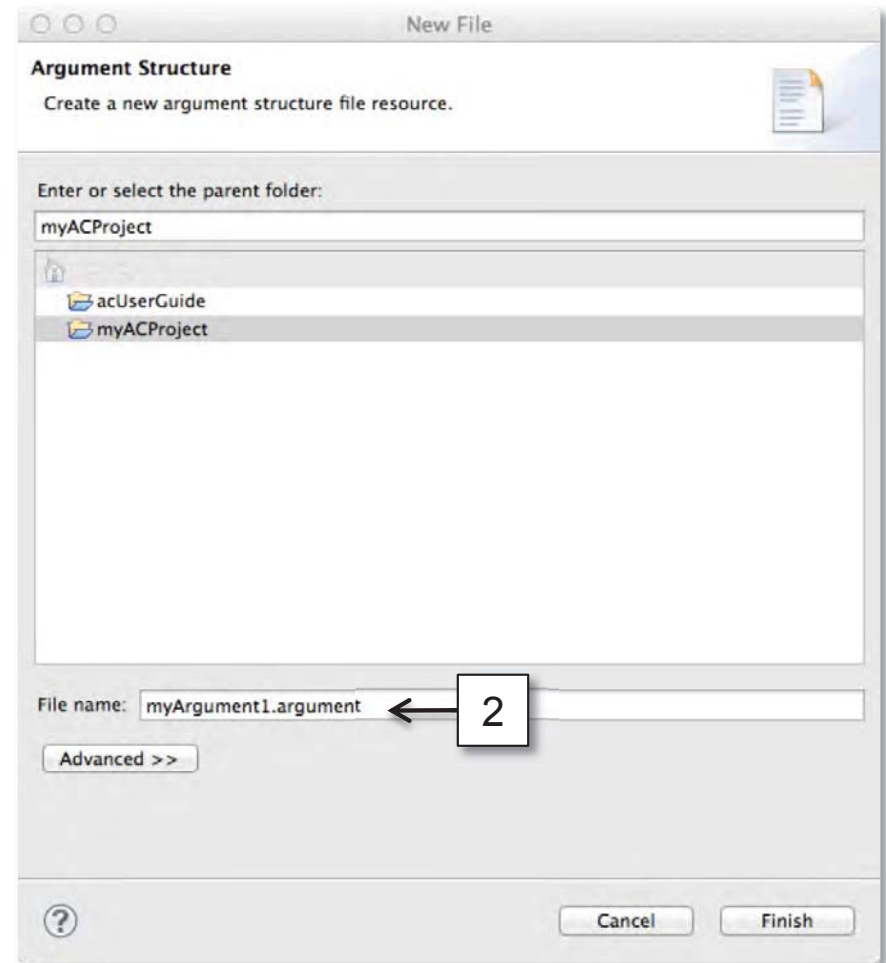 New File
Argument Structure
Create a new argument structure file resource.
Enter or select the parent folder:
myACProject
acUserGuide
myACProject
File name: myArgument1.argument
2
Advanced >>
?
Cancel Finish